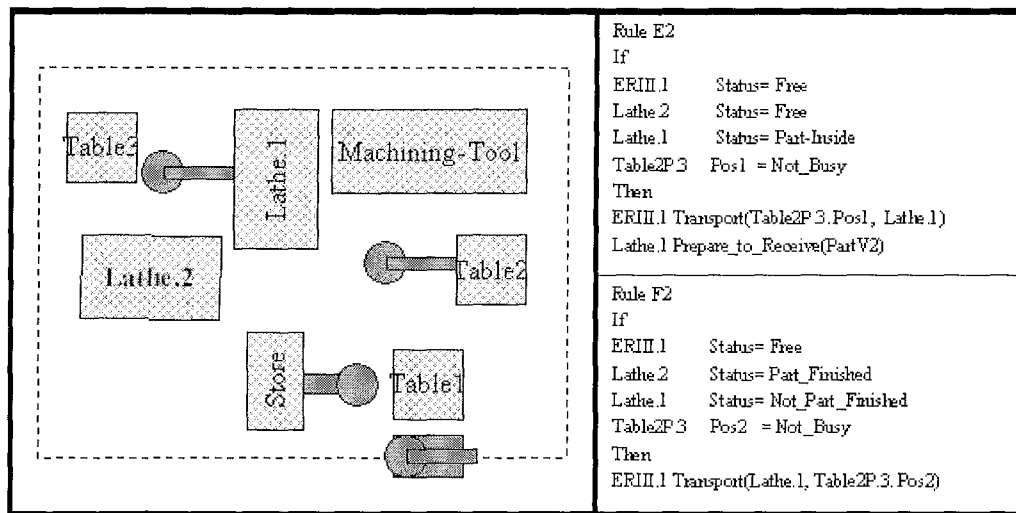 Table3
Lathe.1
Machining-Tool
Lathe.2
Table2
Store
Table1
Rule E2
If
ERIII.1 Status= Free
Lathe.2 Status= Free
Lathe.1 Status= Part-Inside
Table2P.3 Pos1 = Not_Busy
Then
ERIII.1 Transport(Table2P.3.Pos1, Lathe.1)
Lathe.1 Prepare_to_Receive(PartV2)
Rule F2
If
ERIII.1 Status= Free
Lathe.2 Status= Part_Finished
Lathe.1 Status= Not_Part_Finished
Table2P.3 Pos2 = Not_Busy
Then
ERIII.1 Transport(Lathe.1, Table2P.3.Pos2)